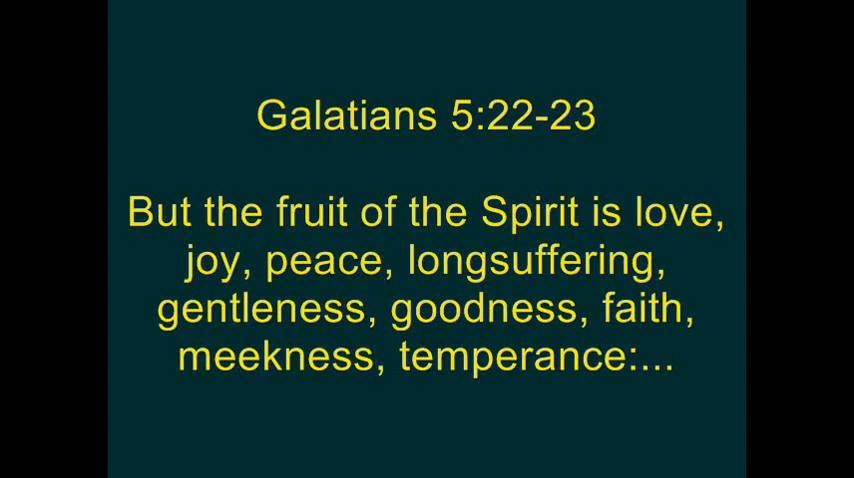 Galatians 5:22-23
But the fruit of the Spirit is love,
joy, peace, longsuffering,
gentleness, goodness, faith,
meekness, temperance:...